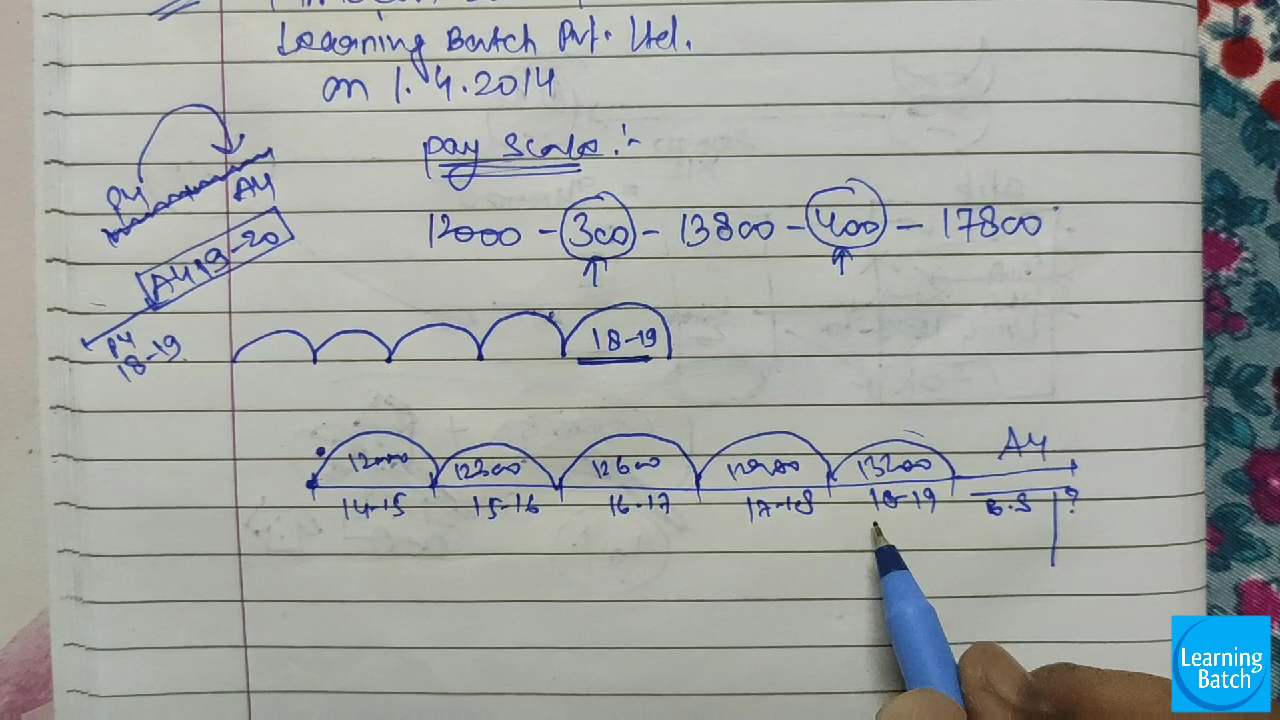 Learning Batch Pvt. Ltd.
on 1.4.2014
pay scale :-
PY
AY
12000 - 300 - 13800 - 400 - 17800
AY 19-20
PY
18-19
18-19
AY
12000 12300 12600 12900 13200
14-15 15-16 16-17 17-18 18-19 B.S ?
Learning
Batch